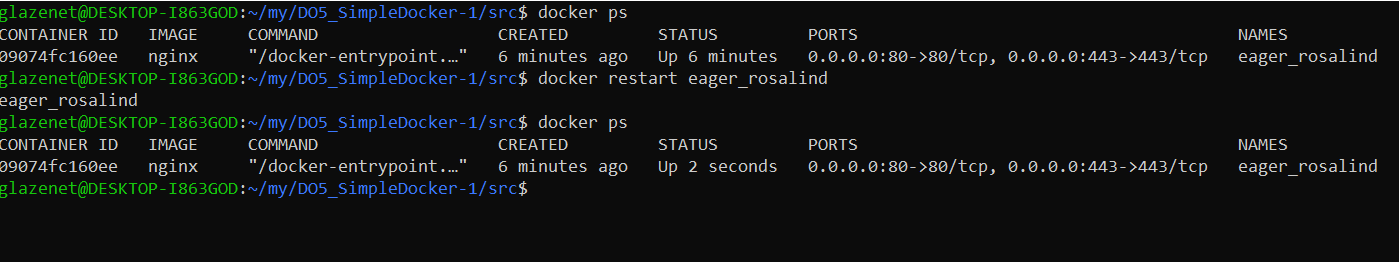 glazenet@DESKTOP-I863GOD:~/my/DO5_SimpleDocker-1/src$ docker ps
CONTAINER ID   IMAGE     COMMAND                  CREATED         STATUS         PORTS                                      NAMES
09074fc160ee   nginx     "/docker-entrypoint.…"   6 minutes ago   Up 6 minutes   0.0.0.0:80->80/tcp, 0.0.0.0:443->443/tcp   eager_rosalind
glazenet@DESKTOP-I863GOD:~/my/DO5_SimpleDocker-1/src$ docker restart eager_rosalind
eager_rosalind
glazenet@DESKTOP-I863GOD:~/my/DO5_SimpleDocker-1/src$ docker ps
CONTAINER ID   IMAGE     COMMAND                  CREATED         STATUS         PORTS                                      NAMES
09074fc160ee   nginx     "/docker-entrypoint.…"   6 minutes ago   Up 2 seconds   0.0.0.0:80->80/tcp, 0.0.0.0:443->443/tcp   eager_rosalind
glazenet@DESKTOP-I863GOD:~/my/DO5_SimpleDocker-1/src$